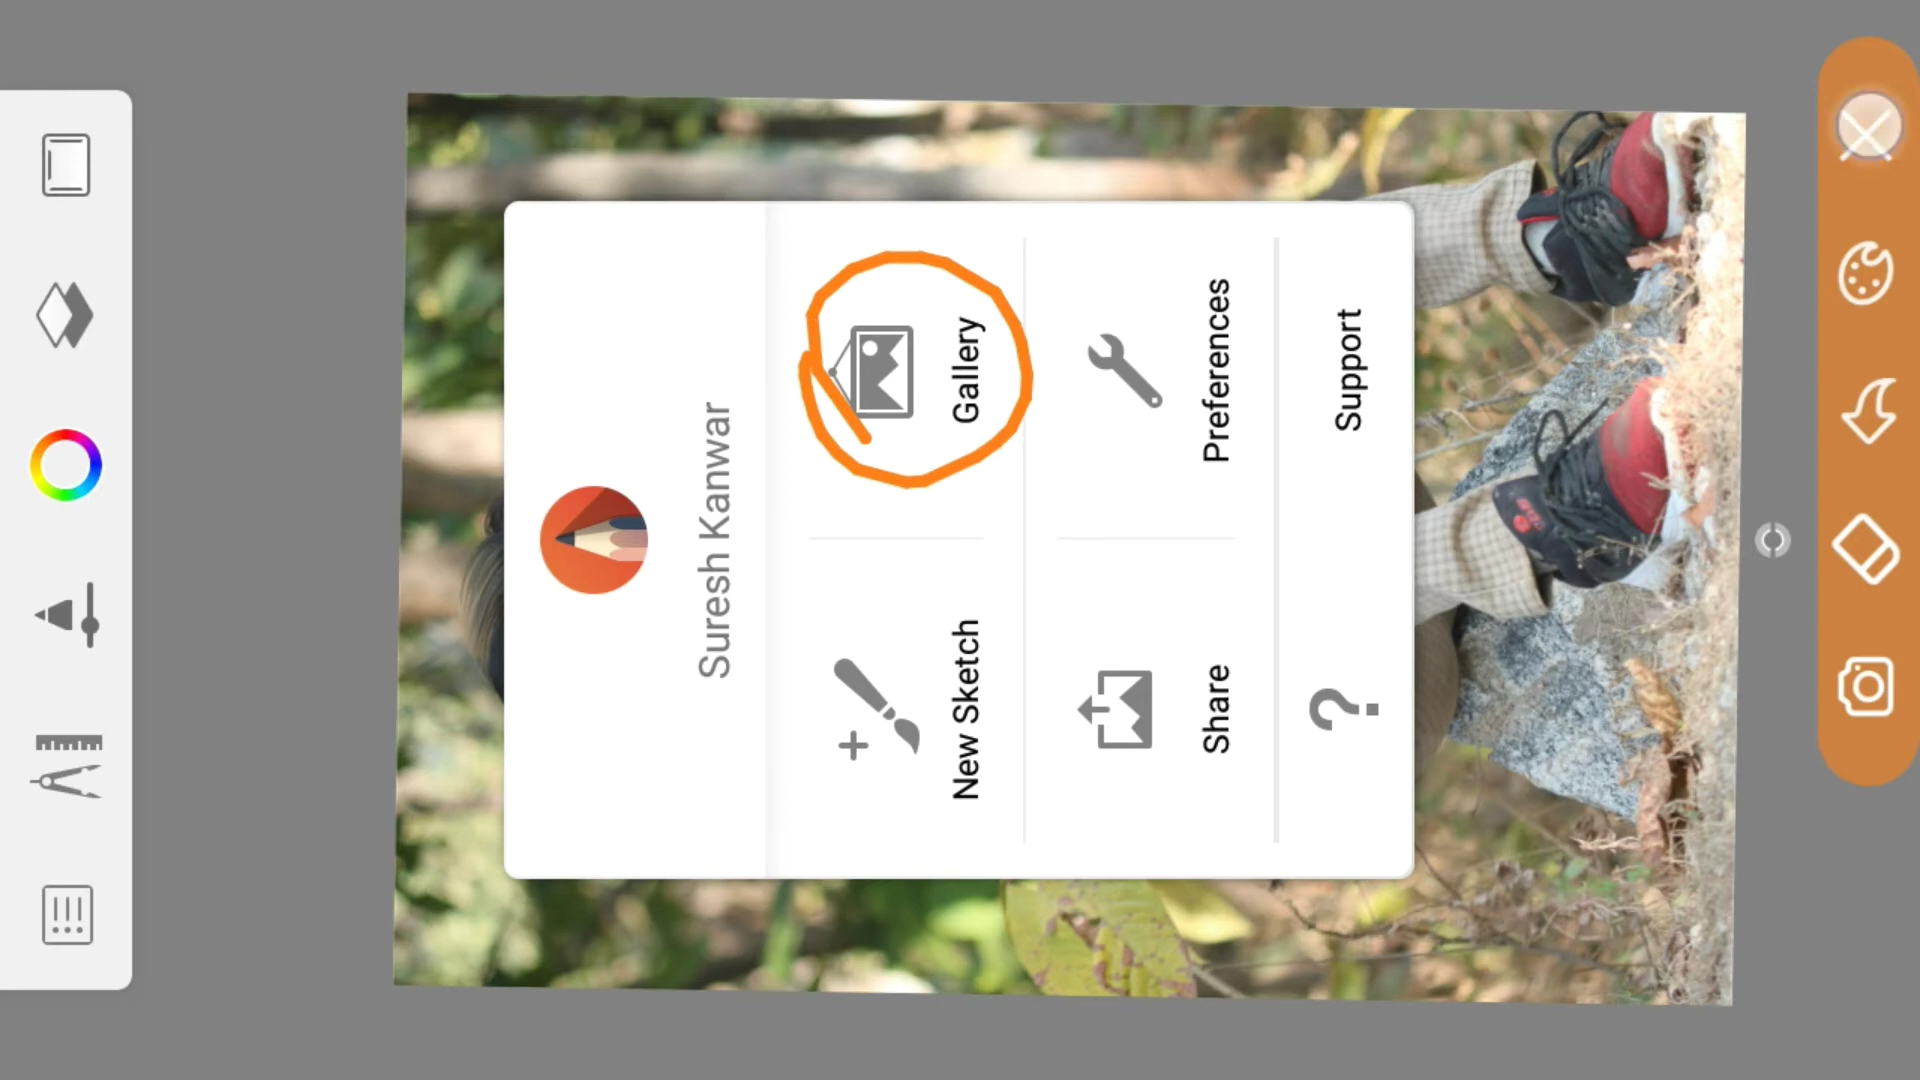 Suresh Kanwar
New Sketch
Gallery
Share
Preferences
?
Support